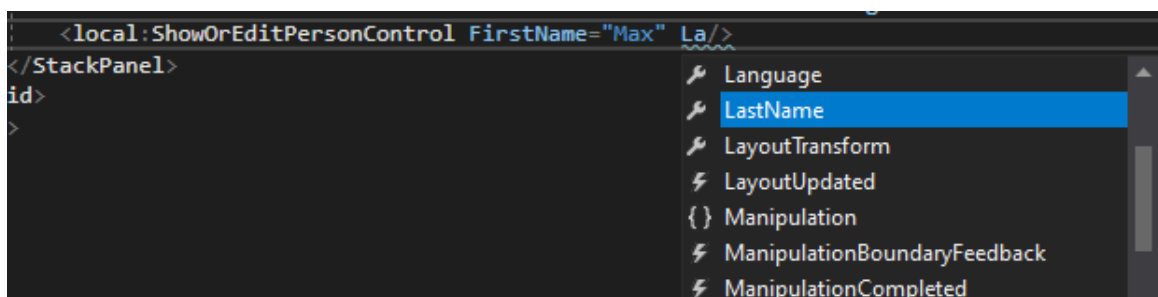 <local:ShowOrEditPersonControl FirstName="Max" La/>
</StackPanel>
id>
>
Language
LastName
LayoutTransform
LayoutUpdated
{ } Manipulation
ManipulationBoundaryFeedback
ManipulationCompleted